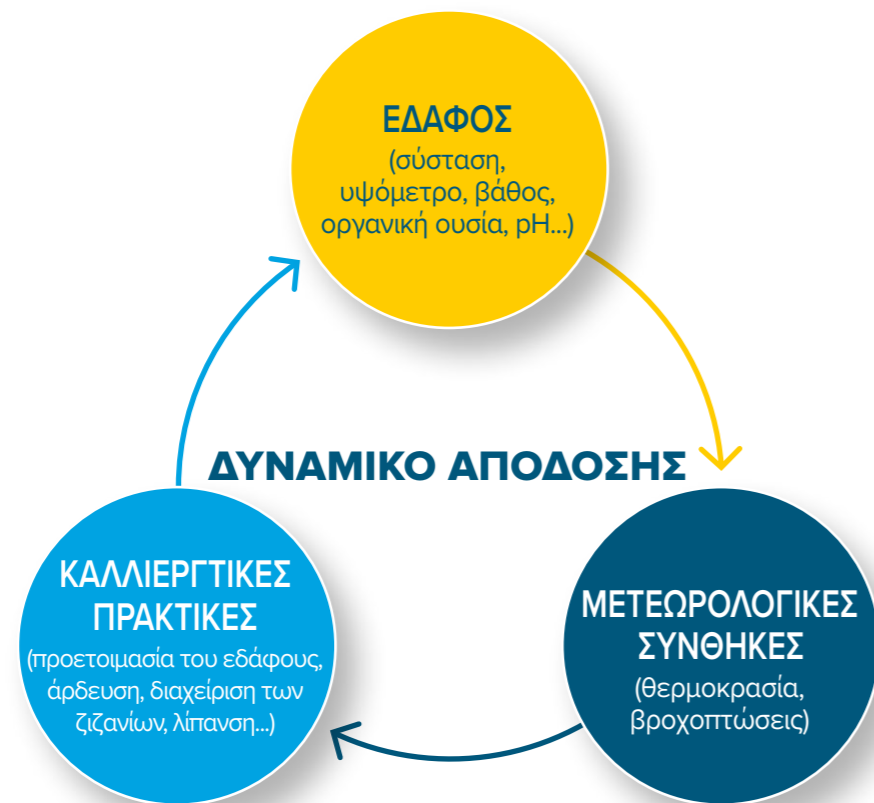 ΕΔΑΦΟΣ
(σύσταση,
υψόμετρο, βάθος,
οργανική ουσία, pH...)
ΔΥΝΑΜΙΚΟ ΑΠΟΔΟΣΗΣ
ΚΑΛΛΙΕΡΓΤΙΚΕΣ
ΠΡΑΚΤΙΚΕΣ
(προετοιμασία του εδάφους,
άρδευση, διαχείριση των
ζιζανίων, λίπανση...)
ΜΕΤΕΩΡΟΛΟΓΙΚΕΣ
ΣΥΝΘΗΚΕΣ
(θερμοκρασία,
βροχοπτώσεις)